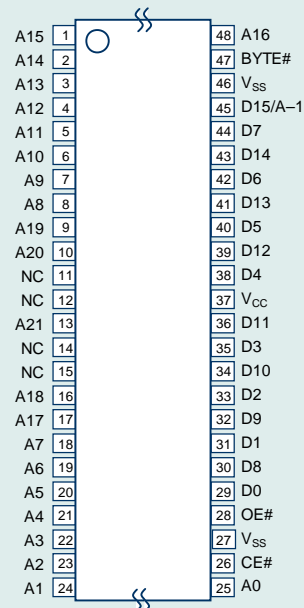 A15 1 48 A16
A14 2 47 BYTE#
A13 3 46 VSS
A12 4 45 D15/A–1
A11 5 44 D7
A10 6 43 D14
A9 7 42 D6
A8 8 41 D13
A19 9 40 D5
A20 10 39 D12
NC 11 38 D4
NC 12 37 VCC
A21 13 36 D11
NC 14 35 D3
NC 15 34 D10
A18 16 33 D2
A17 17 32 D9
A7 18 31 D1
A6 19 30 D8
A5 20 29 D0
A4 21 28 OE#
A3 22 27 VSS
A2 23 26 CE#
A1 24 25 A0